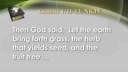 Then God said, "Let the earth
bring forth grass, the herb
that yields seed, and the
fruit tree ...